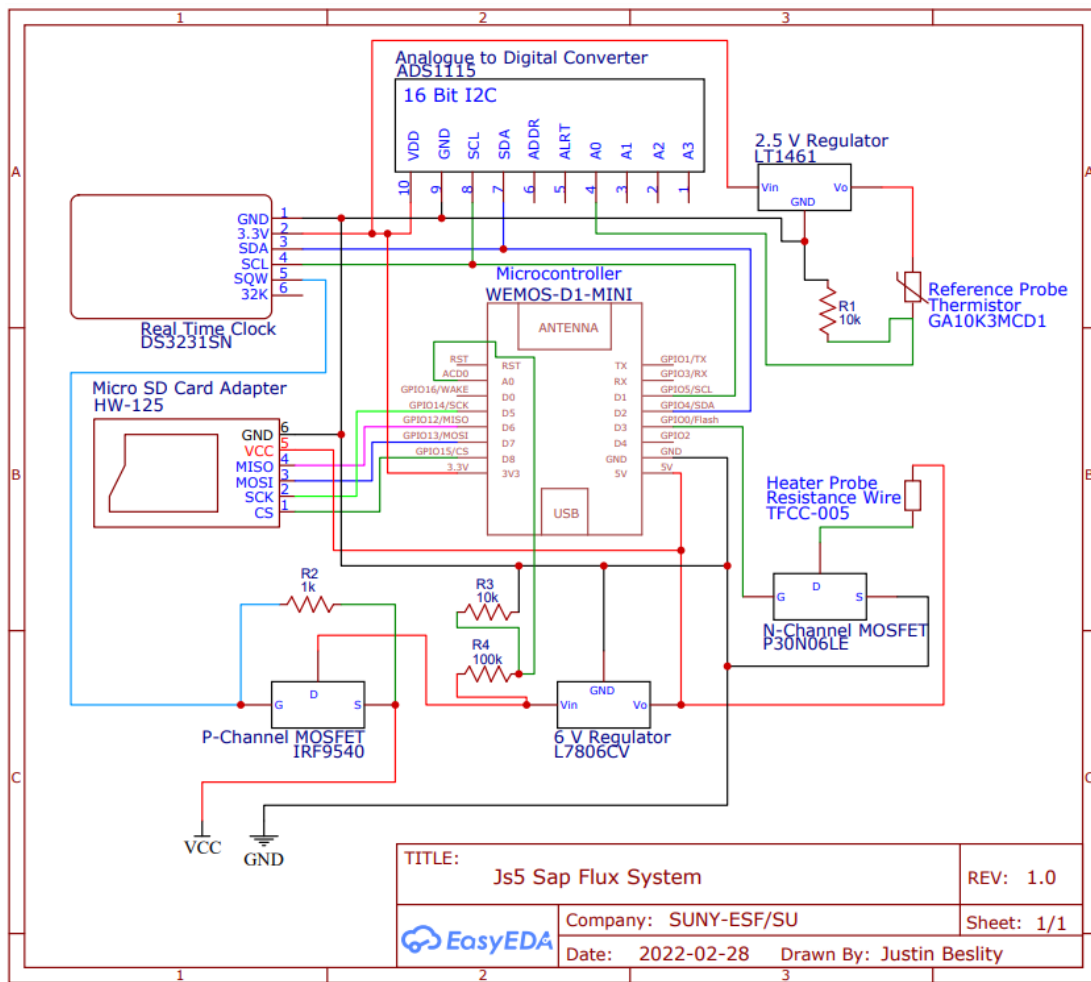 1 2 3
Analogue to Digital Converter
ADS1115
16 Bit I2C
VDD GND SCL SDA ADDR ALRT A0 A1 A2 A3
10 9 8 7 6 5 4 3 2 1
2.5 V Regulator
LT1461
Vin Vo
GND
A A
GND 1
3.3V 2
SDA 3
SCL 4
SQW 5
32K 6
Real Time Clock
DS3231SN
Microcontroller
WEMOS-D1-MINI
ANTENNA
R1
10k
Reference Probe
Thermistor
GA10K3MCD1
RST RST TX GPIO1/TX
ACD0 A0 RX GPIO3/RX
GPIO16/WAKE D0 D1 GPIO5/SCL
GPIO14/SCK D5 D2 GPIO4/SDA
GPIO12/MISO D6 D3 GPIO0/Flash
GPIO13/MOSI D7 D4 GPIO2
GPIO15/CS D8 GND GND
3.3V 3V3 5V 5V
USB
Micro SD Card Adapter
HW-125
GND 6
VCC 5
MISO 4
MOSI 3
SCK 2
CS 1
B B
Heater Probe
Resistance Wire
TFCC-005
D
G S
N-Channel MOSFET
P30N06LE
R2
1k
R3
10k
R4
100k
D
G S
P-Channel MOSFET
IRF9540
GND
Vin Vo
6 V Regulator
L7806CV
C C
VCC
GND
TITLE:
Js5 Sap Flux System
REV: 1.0
EasyEDA
Company: SUNY-ESF/SU
Sheet: 1/1
Date: 2022-02-28 Drawn By: Justin Beslity
1 2 3